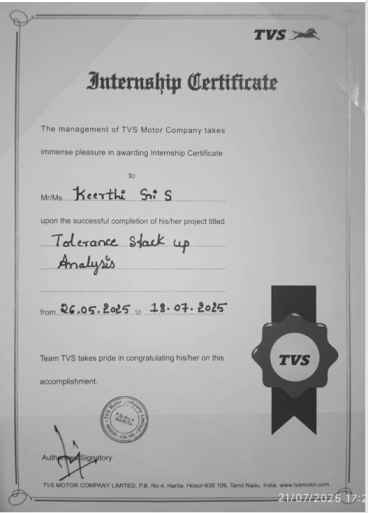 TVS
Internship Certificate
The management of TVS Motor Company takes
immense pleasure in awarding Internship Certificate
to
Mr/Ms. Keerthi Sri S
upon the successful completion of his/her project titled
Tolerance Stack up
Analysis
from 26.05.2025 to 18.07.2025
TVS
Team TVS takes pride in congratulating his/her on this
accomplishment.
Authorised Signatory
TVS MOTOR COMPANY LIMITED, P.B. No 4, Harita, Hosur-635 109, Tamil Nadu, India. www.tvsmotor.com
21/07/2025 17:2